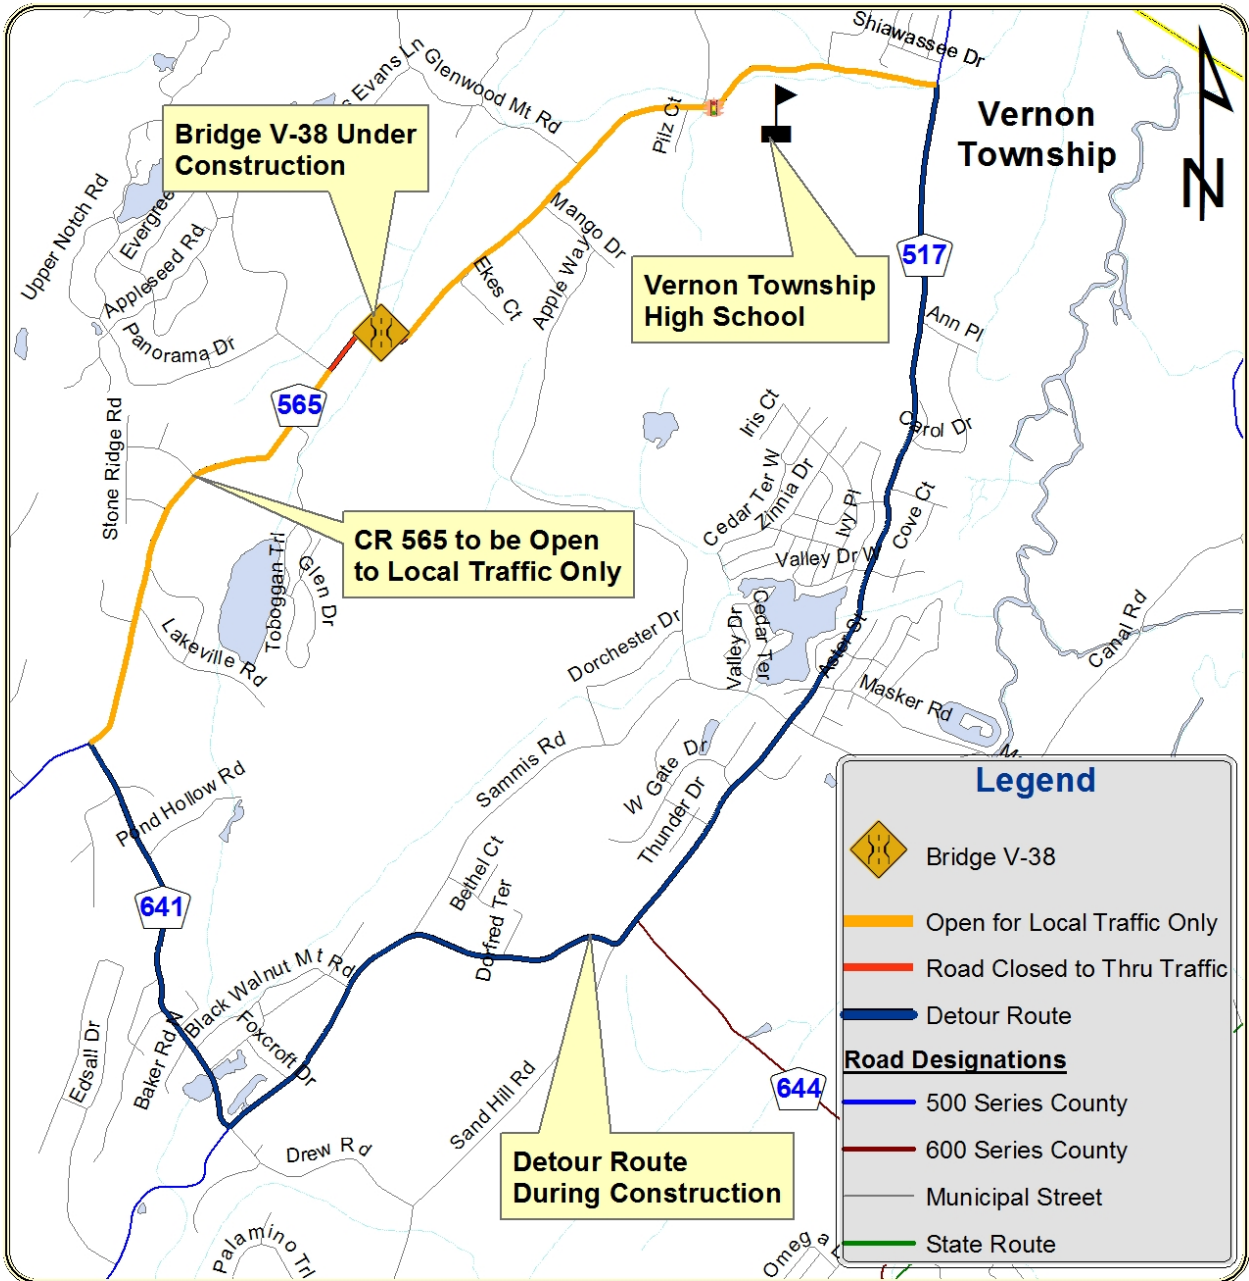 Shiawassee Dr
s Evans Ln
Glenwood Mt Rd
Pilz Ct
Vernon
Township
N
Bridge V-38 Under
Construction
Upper Notch Rd
Evergree
Appleseed Rd
Panorama Dr
Mango Dr
Ekes Ct
Apple Way
517
Vernon Township
High School
Ann Pl
565
Iris Ct
Carol Dr
Stone Ridge Rd
Cedar Ter W
Zinnia Dr
Ivy Pl
Cove Ct
CR 565 to be Open
to Local Traffic Only
Valley Dr W
Toboggan Trl
Glen Dr
Lakeville Rd
Dorchester Dr
Valley Dr
Cedar Ter
Aster St
Canal Rd
Masker Rd
M
Sammis Rd
W Gate Dr
Thunder Dr
Pond Hollow Rd
Bethel Ct
Dorfred Ter
641
Black Walnut Mt Rd
Foxcroft Dr
Baker Rd N
Edsall Dr
Sand Hill Rd
644
Drew Rd
Detour Route
During Construction
Palamino Trl
Omega L
Legend
Bridge V-38
Open for Local Traffic Only
Road Closed to Thru Traffic
Detour Route
Road Designations
500 Series County
600 Series County
Municipal Street
State Route